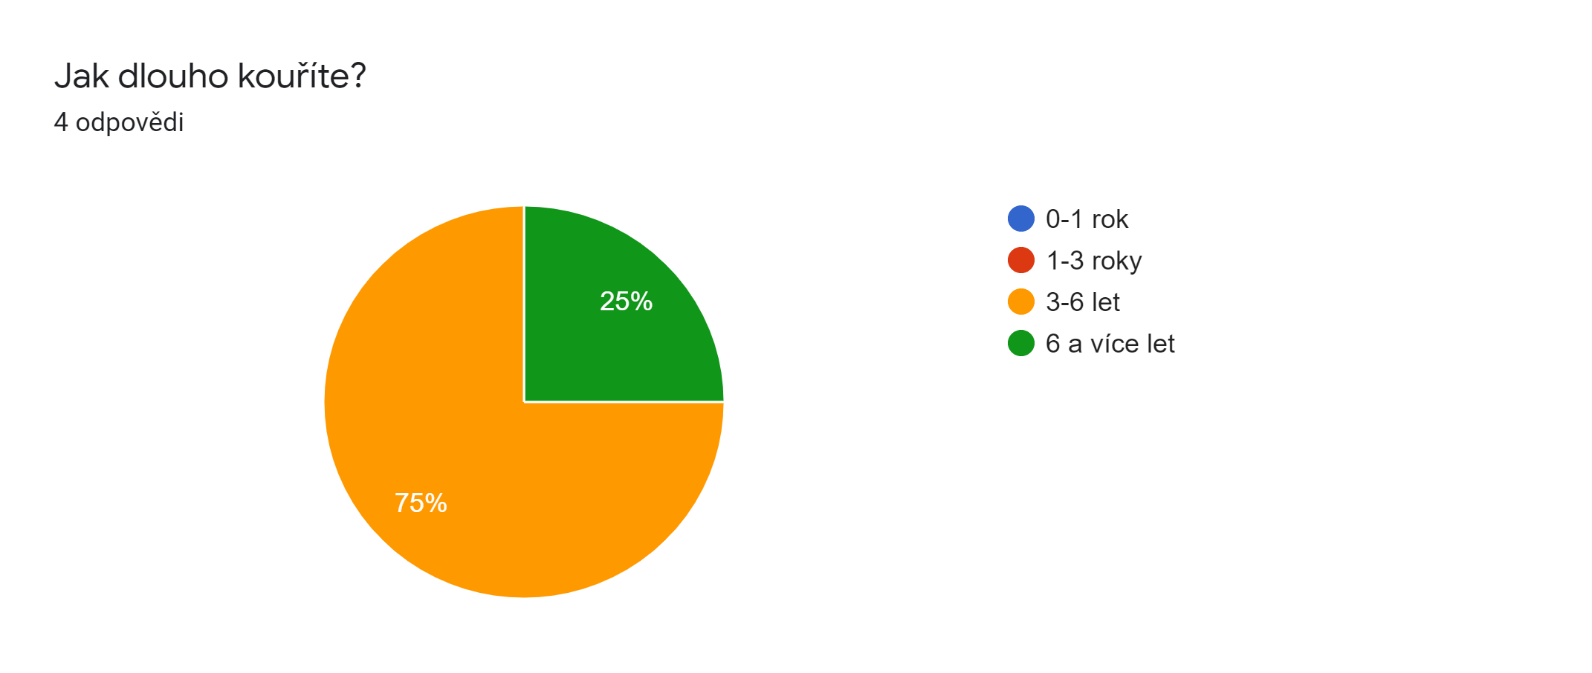 Jak dlouho kouříte?
4 odpovědi
0-1 rok
1-3 roky
3-6 let
6 a více let
25%
75%